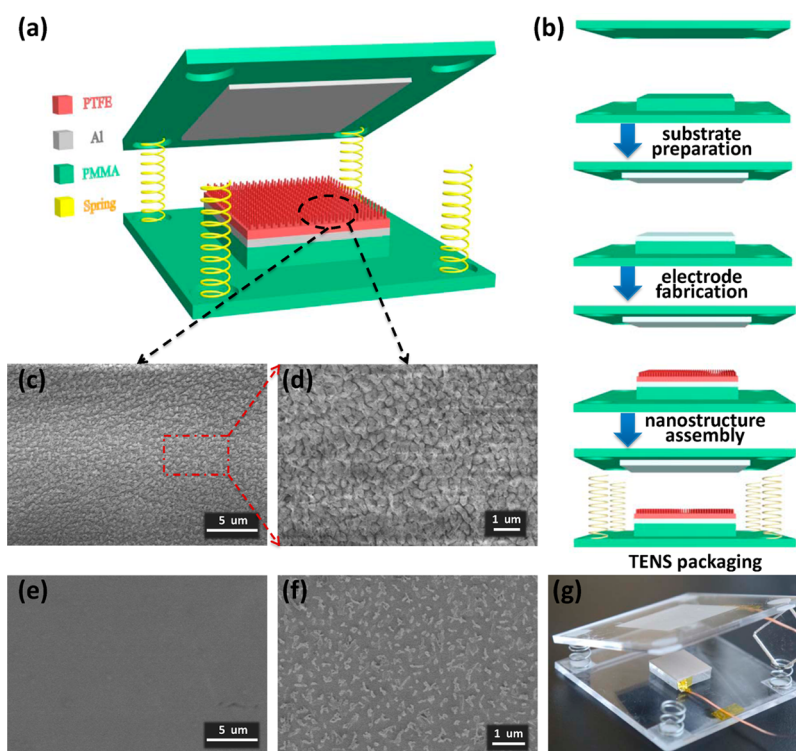 (a)
PTFE
Al
PMMA
Spring
(b)
substrate
preparation
electrode
fabrication
nanostructure
assembly
TENS packaging
(c)
5 um
(d)
1 um
(e)
5 um
(f)
1 um
(g)